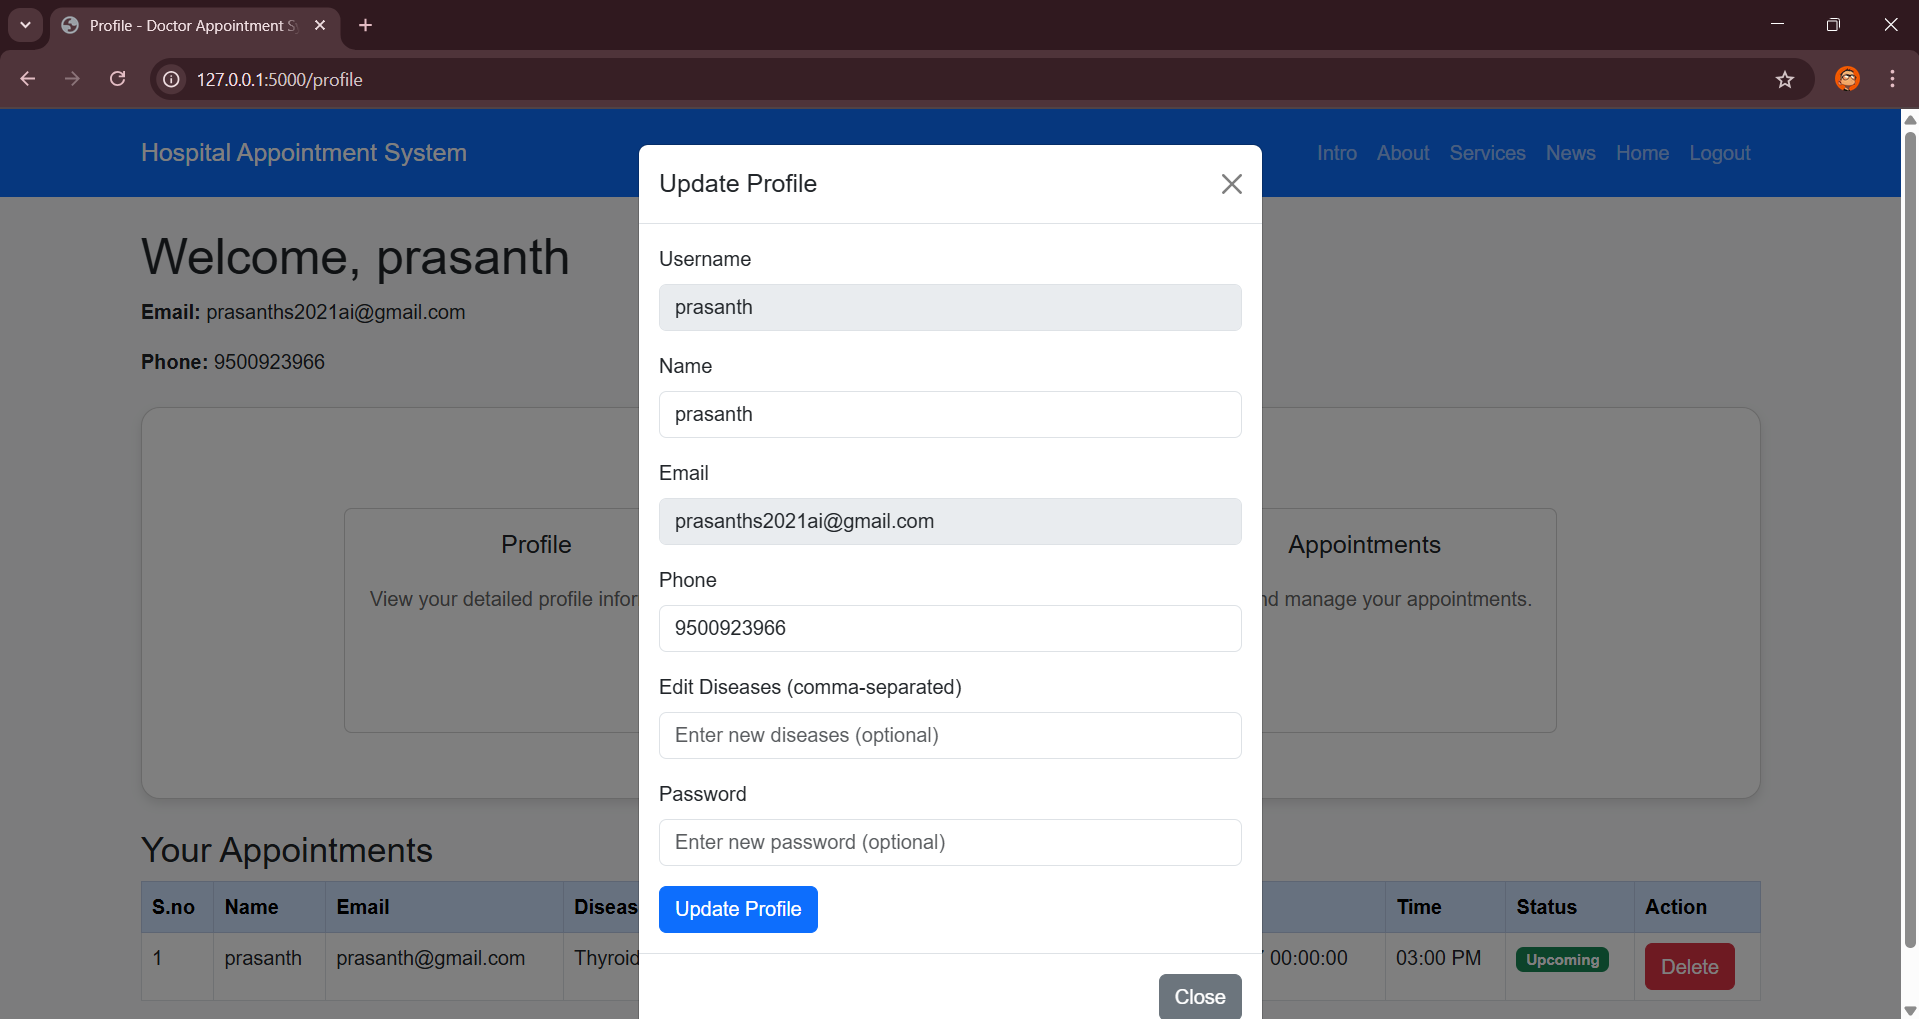 Profile - Doctor Appointment S
127.0.0.1:5000/profile
Hospital Appointment System
Intro About Services News Home Logout
Welcome, prasanth
Email: prasanths2021ai@gmail.com
Phone: 9500923966
Profile
View your detailed profile
Appointments
manage your appointments.
Update Profile
Username
prasanth
Name
prasanth
Email
prasanths2021ai@gmail.com
Phone
9500923966
Edit Diseases (comma-separated)
Enter new diseases (optional)
Password
Enter new password (optional)
Update Profile
Close
Your Appointments
S.no Name Email Diseas Time Status Action
1 prasanth prasanth@gmail.com Thyroid 00:00:00 03:00 PM Upcoming Delete